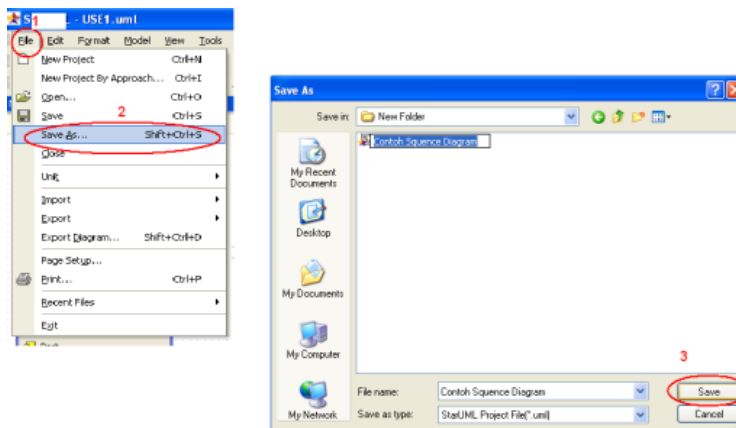 S1 - USE1.uml
File Edit Format Model View Tools
New Project Ctrl+N
New Project By Approach... Ctrl+I
Open... Ctrl+O
2
Save Ctrl+S
Save As... Shift+Ctrl+S
Close
Unit
Import
Export
Export Diagram... Shift+Ctrl+D
Page Setup...
Print... Ctrl+P
Recent Files
Exit
Save As
Save in: New Folder
Contoh Squence Diagram
My Recent
Documents
Desktop
My Documents
My Computer
3
File name: Contoh Squence Diagram Save
My Network Save as type: StarUML Project File(*.uml) Cancel